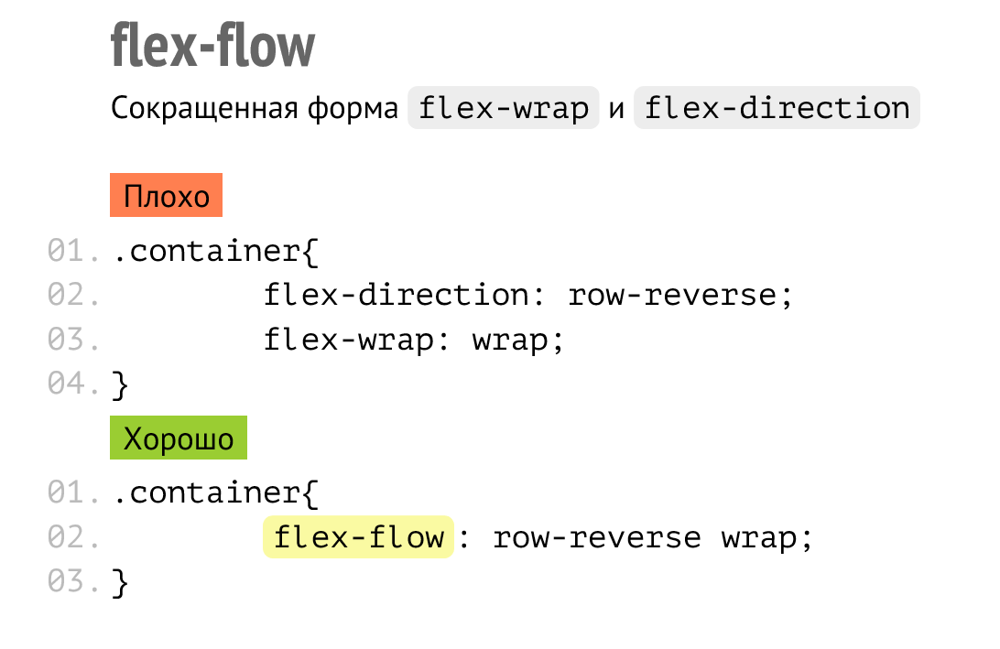 flex-flow
Сокращенная форма flex-wrap и flex-direction
Плохо
01. .container{
02. flex-direction: row-reverse;
03. flex-wrap: wrap;
04. }
Хорошо
01. .container{
02. flex-flow: row-reverse wrap;
03. }